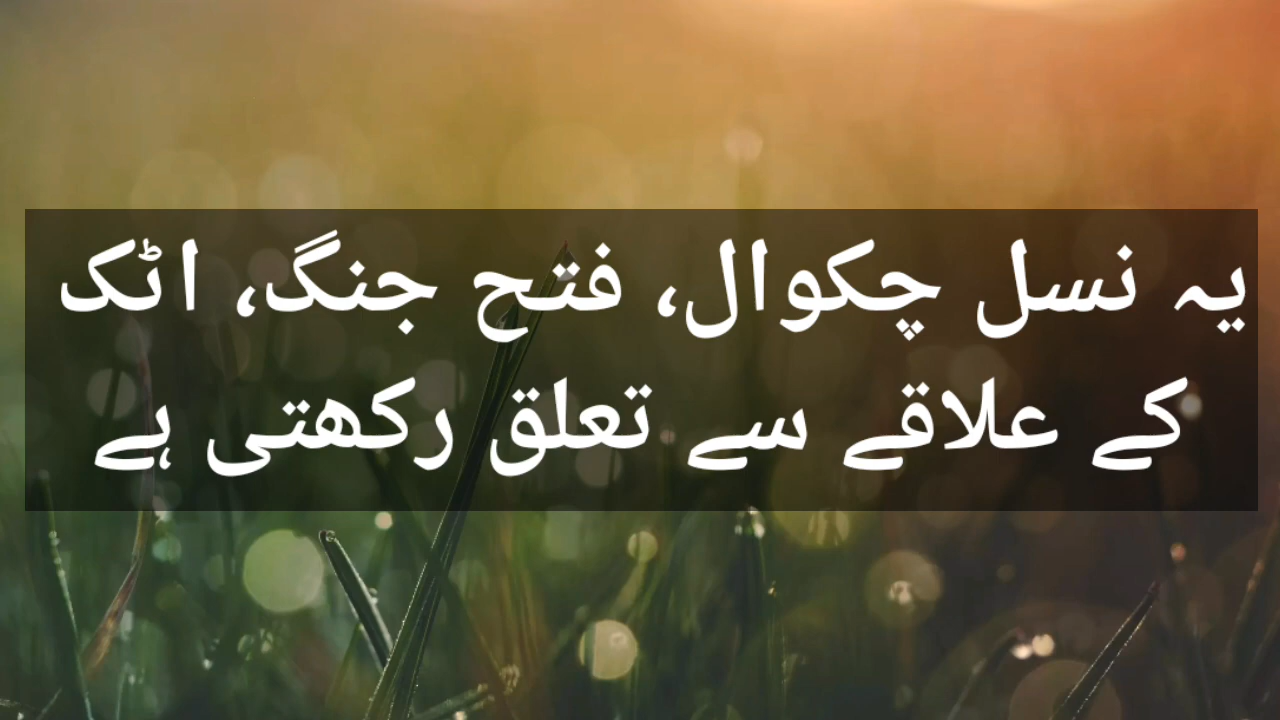 یہ نسل چکوال، فتح جنگ، اٹک
کے علاقے سے تعلق رکھتی ہے